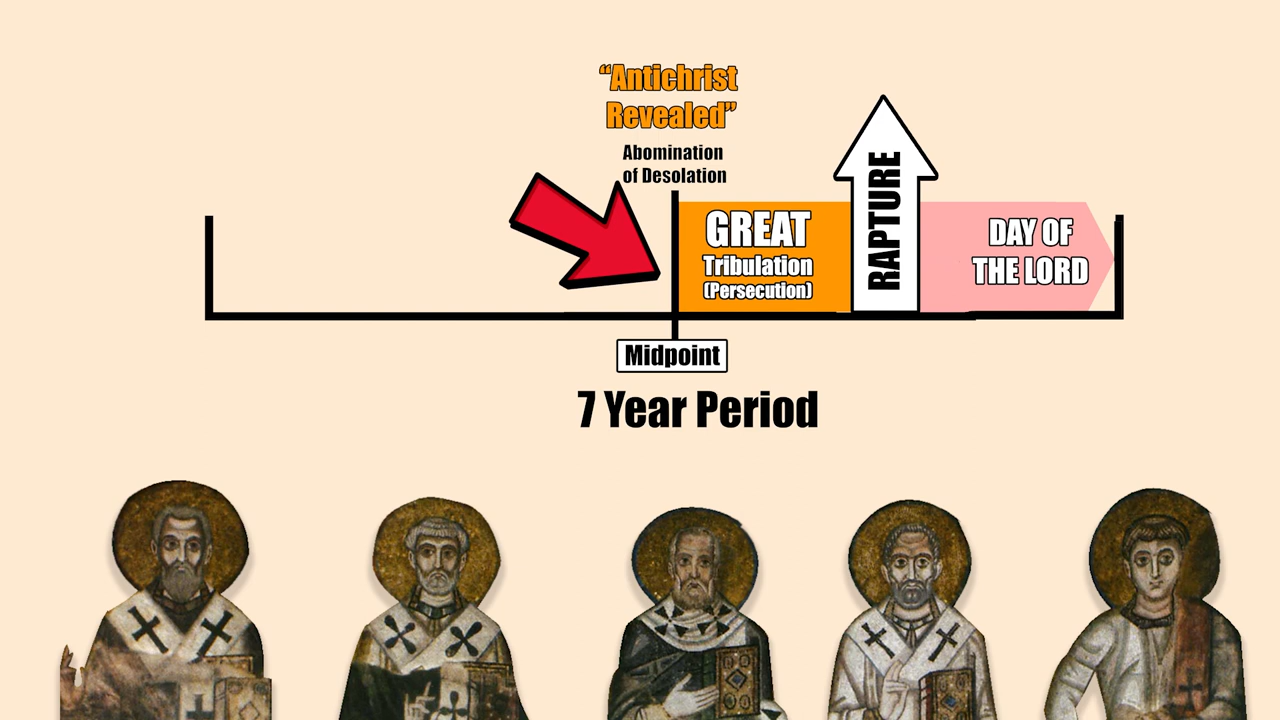 “Antichrist
Revealed”
Abomination
of Desolation
GREAT
Tribulation
(Persecution)
RAPTURE
DAY OF
THE LORD
Midpoint
7 Year Period